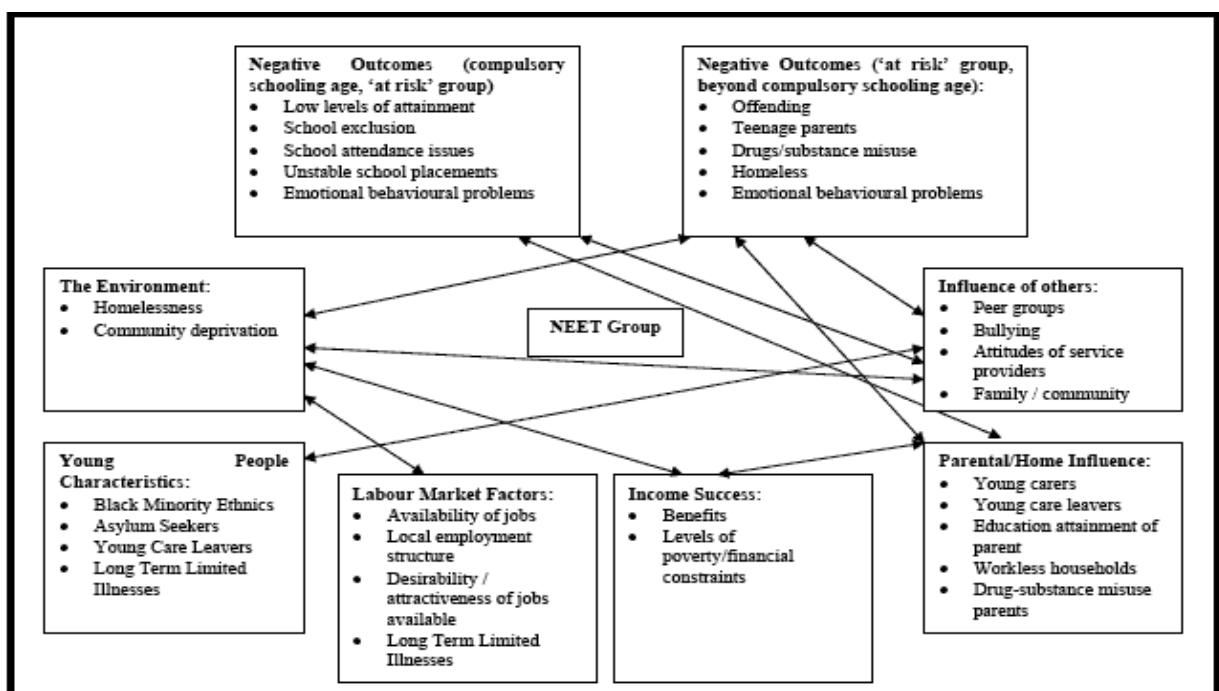 Negative Outcomes (compulsory
schooling age, ‘at risk’ group)
• Low levels of attainment
• School exclusion
• School attendance issues
• Unstable school placements
• Emotional behavioural problems
Negative Outcomes (‘at risk’ group,
beyond compulsory schooling age):
• Offending
• Teenage parents
• Drugs/substance misuse
• Homeless
• Emotional behavioural problems
The Environment:
• Homelessness
• Community deprivation
NEET Group
Influence of others:
• Peer groups
• Bullying
• Attitudes of service
providers
• Family / community
Young People
Characteristics:
• Black Minority Ethnics
• Asylum Seekers
• Young Care Leavers
• Long Term Limited
Illnesses
Labour Market Factors:
• Availability of jobs
• Local employment
structure
• Desirability /
attractiveness of jobs
available
• Long Term Limited
Illnesses
Income Success:
• Benefits
• Levels of
poverty/financial
constraints
Parental/Home Influence:
• Young carers
• Young care leavers
• Education attainment of
parent
• Workless households
• Drug-substance misuse
parents